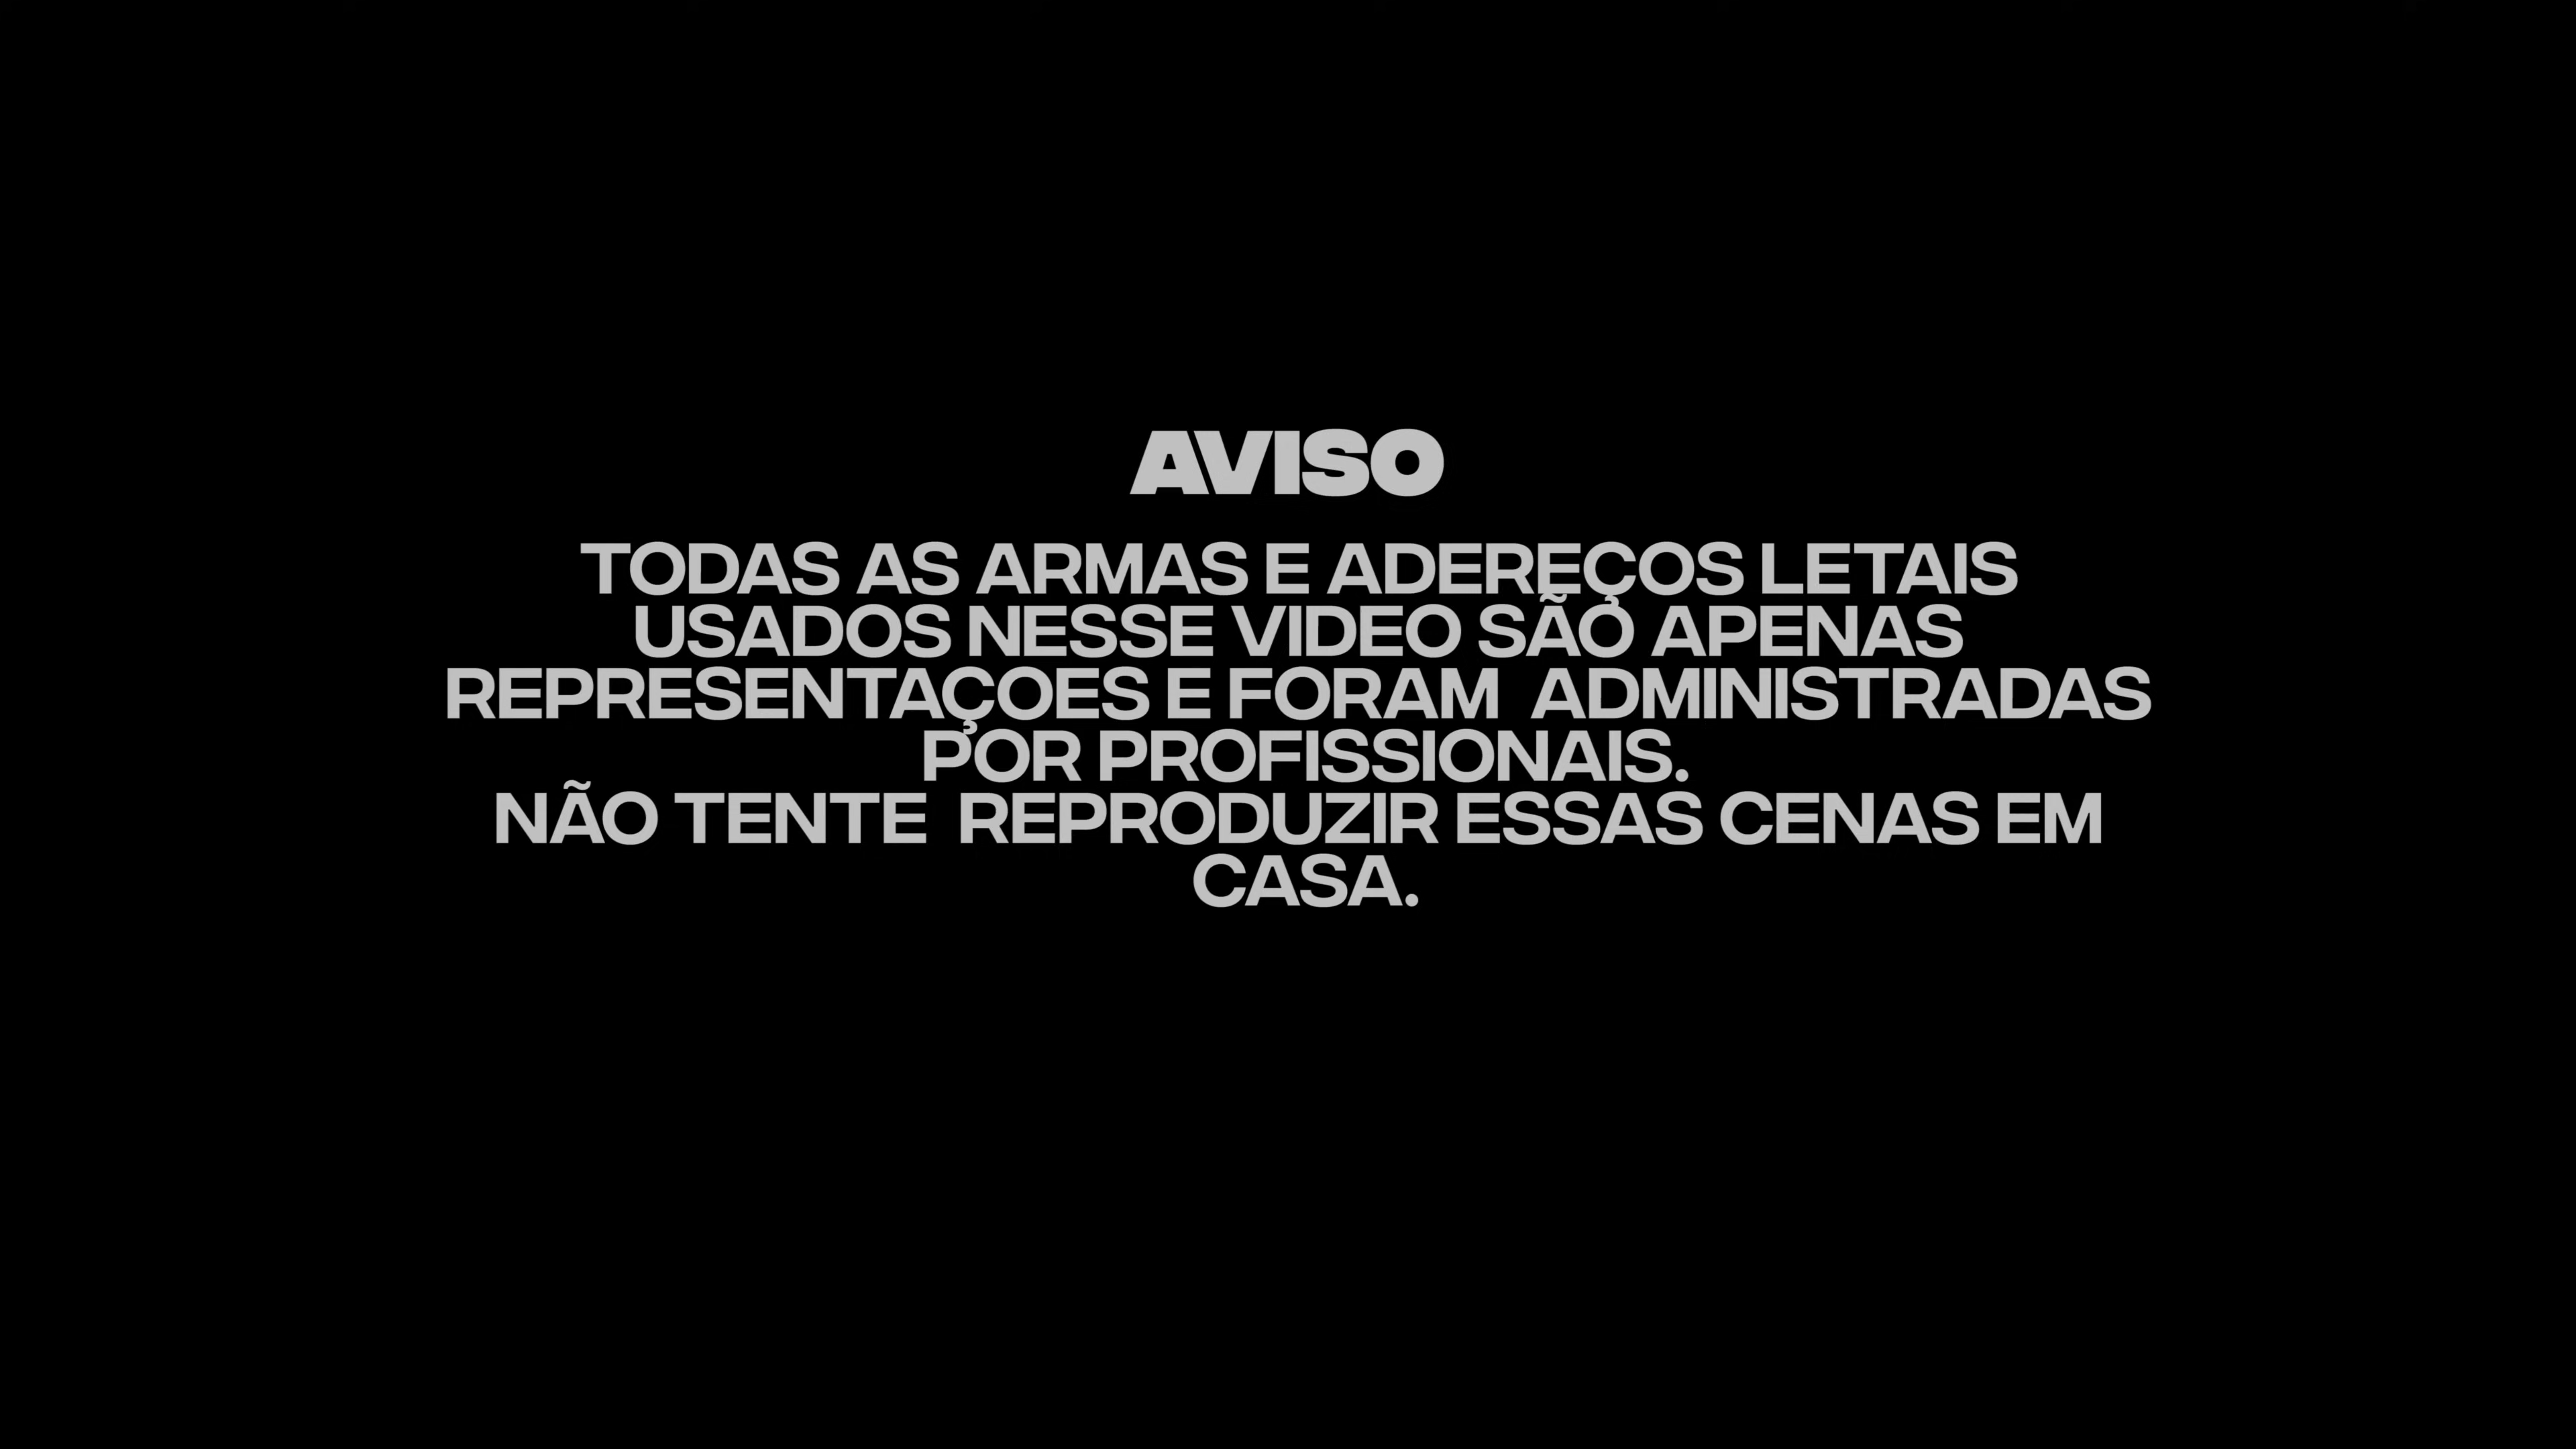 AVISO
TODAS AS ARMAS E ADEREÇOS LETAIS
USADOS NESSE VIDEO SÃO APENAS
REPRESENTAÇOES E FORAM ADMINISTRADAS
POR PROFISSIONAIS.
NÃO TENTE REPRODUZIR ESSAS CENAS EM
CASA.